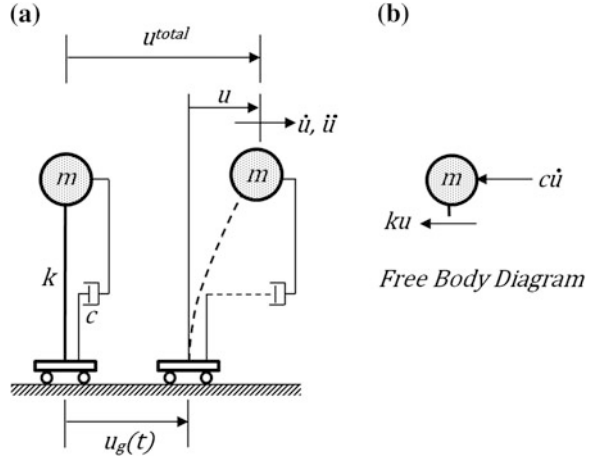 (a)
u^total
u
u̇, ü
m
m
k
c
u_g(t)
(b)
m
cu̇
ku
Free Body Diagram